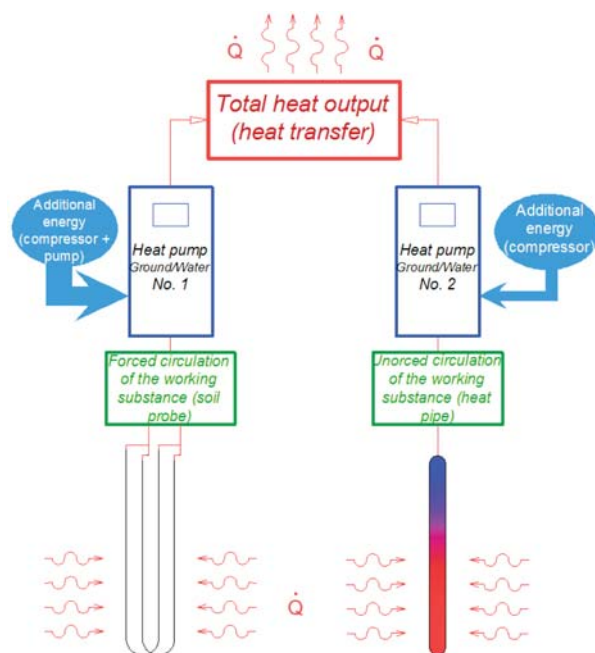 Q̇
Q̇
Total heat output
(heat transfer)
Additional
energy
(compressor +
pump)
Heat pump
Ground/Water
No. 1
Heat pump
Ground/Water
No. 2
Additional
energy
(compressor)
Forced circulation
of the working
substance (soil
probe)
Unorced circulation
of the working
substance (heat
pipe)
Q̇